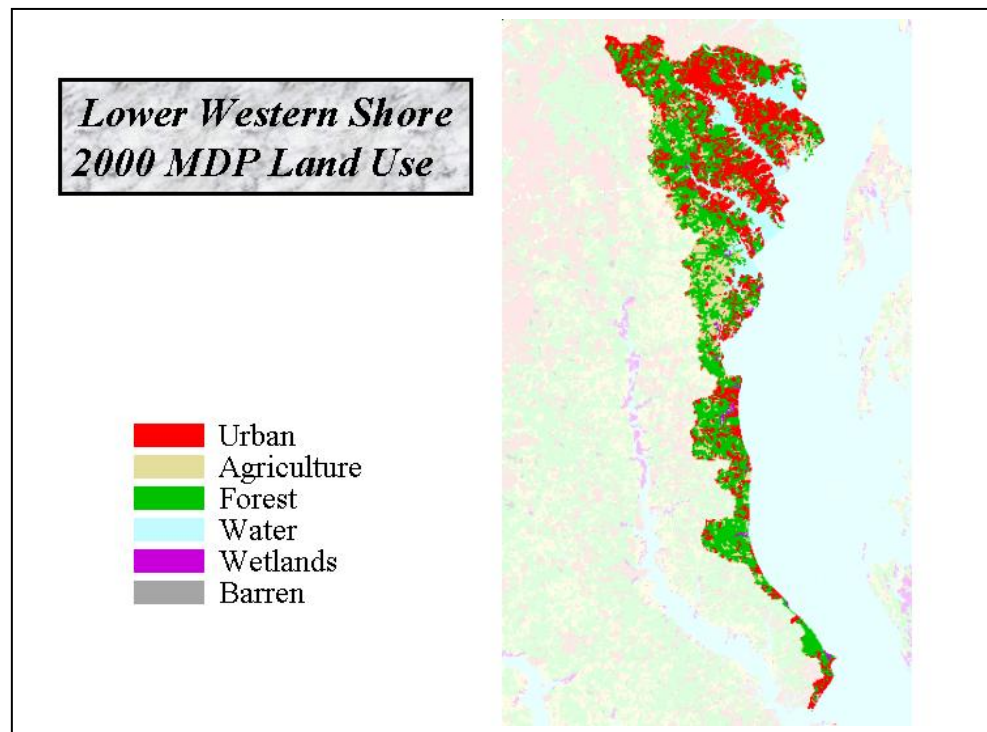 Lower Western Shore
2000 MDP Land Use
Urban
Agriculture
Forest
Water
Wetlands
Barren